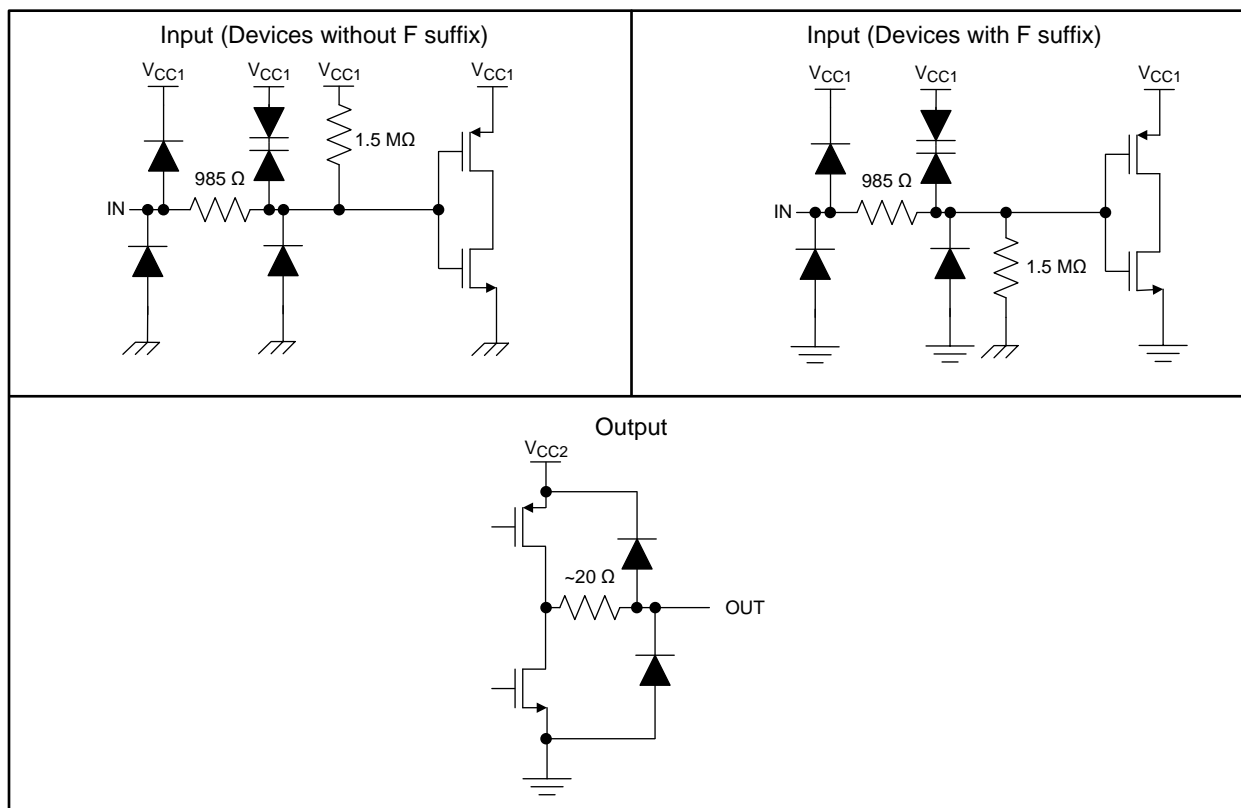 Input (Devices without F suffix)
VCC1 VCC1 VCC1 VCC1
1.5 MΩ
985 Ω
IN
Input (Devices with F suffix)
VCC1 VCC1 VCC1
985 Ω
IN
1.5 MΩ
Output
VCC2
~20 Ω
OUT